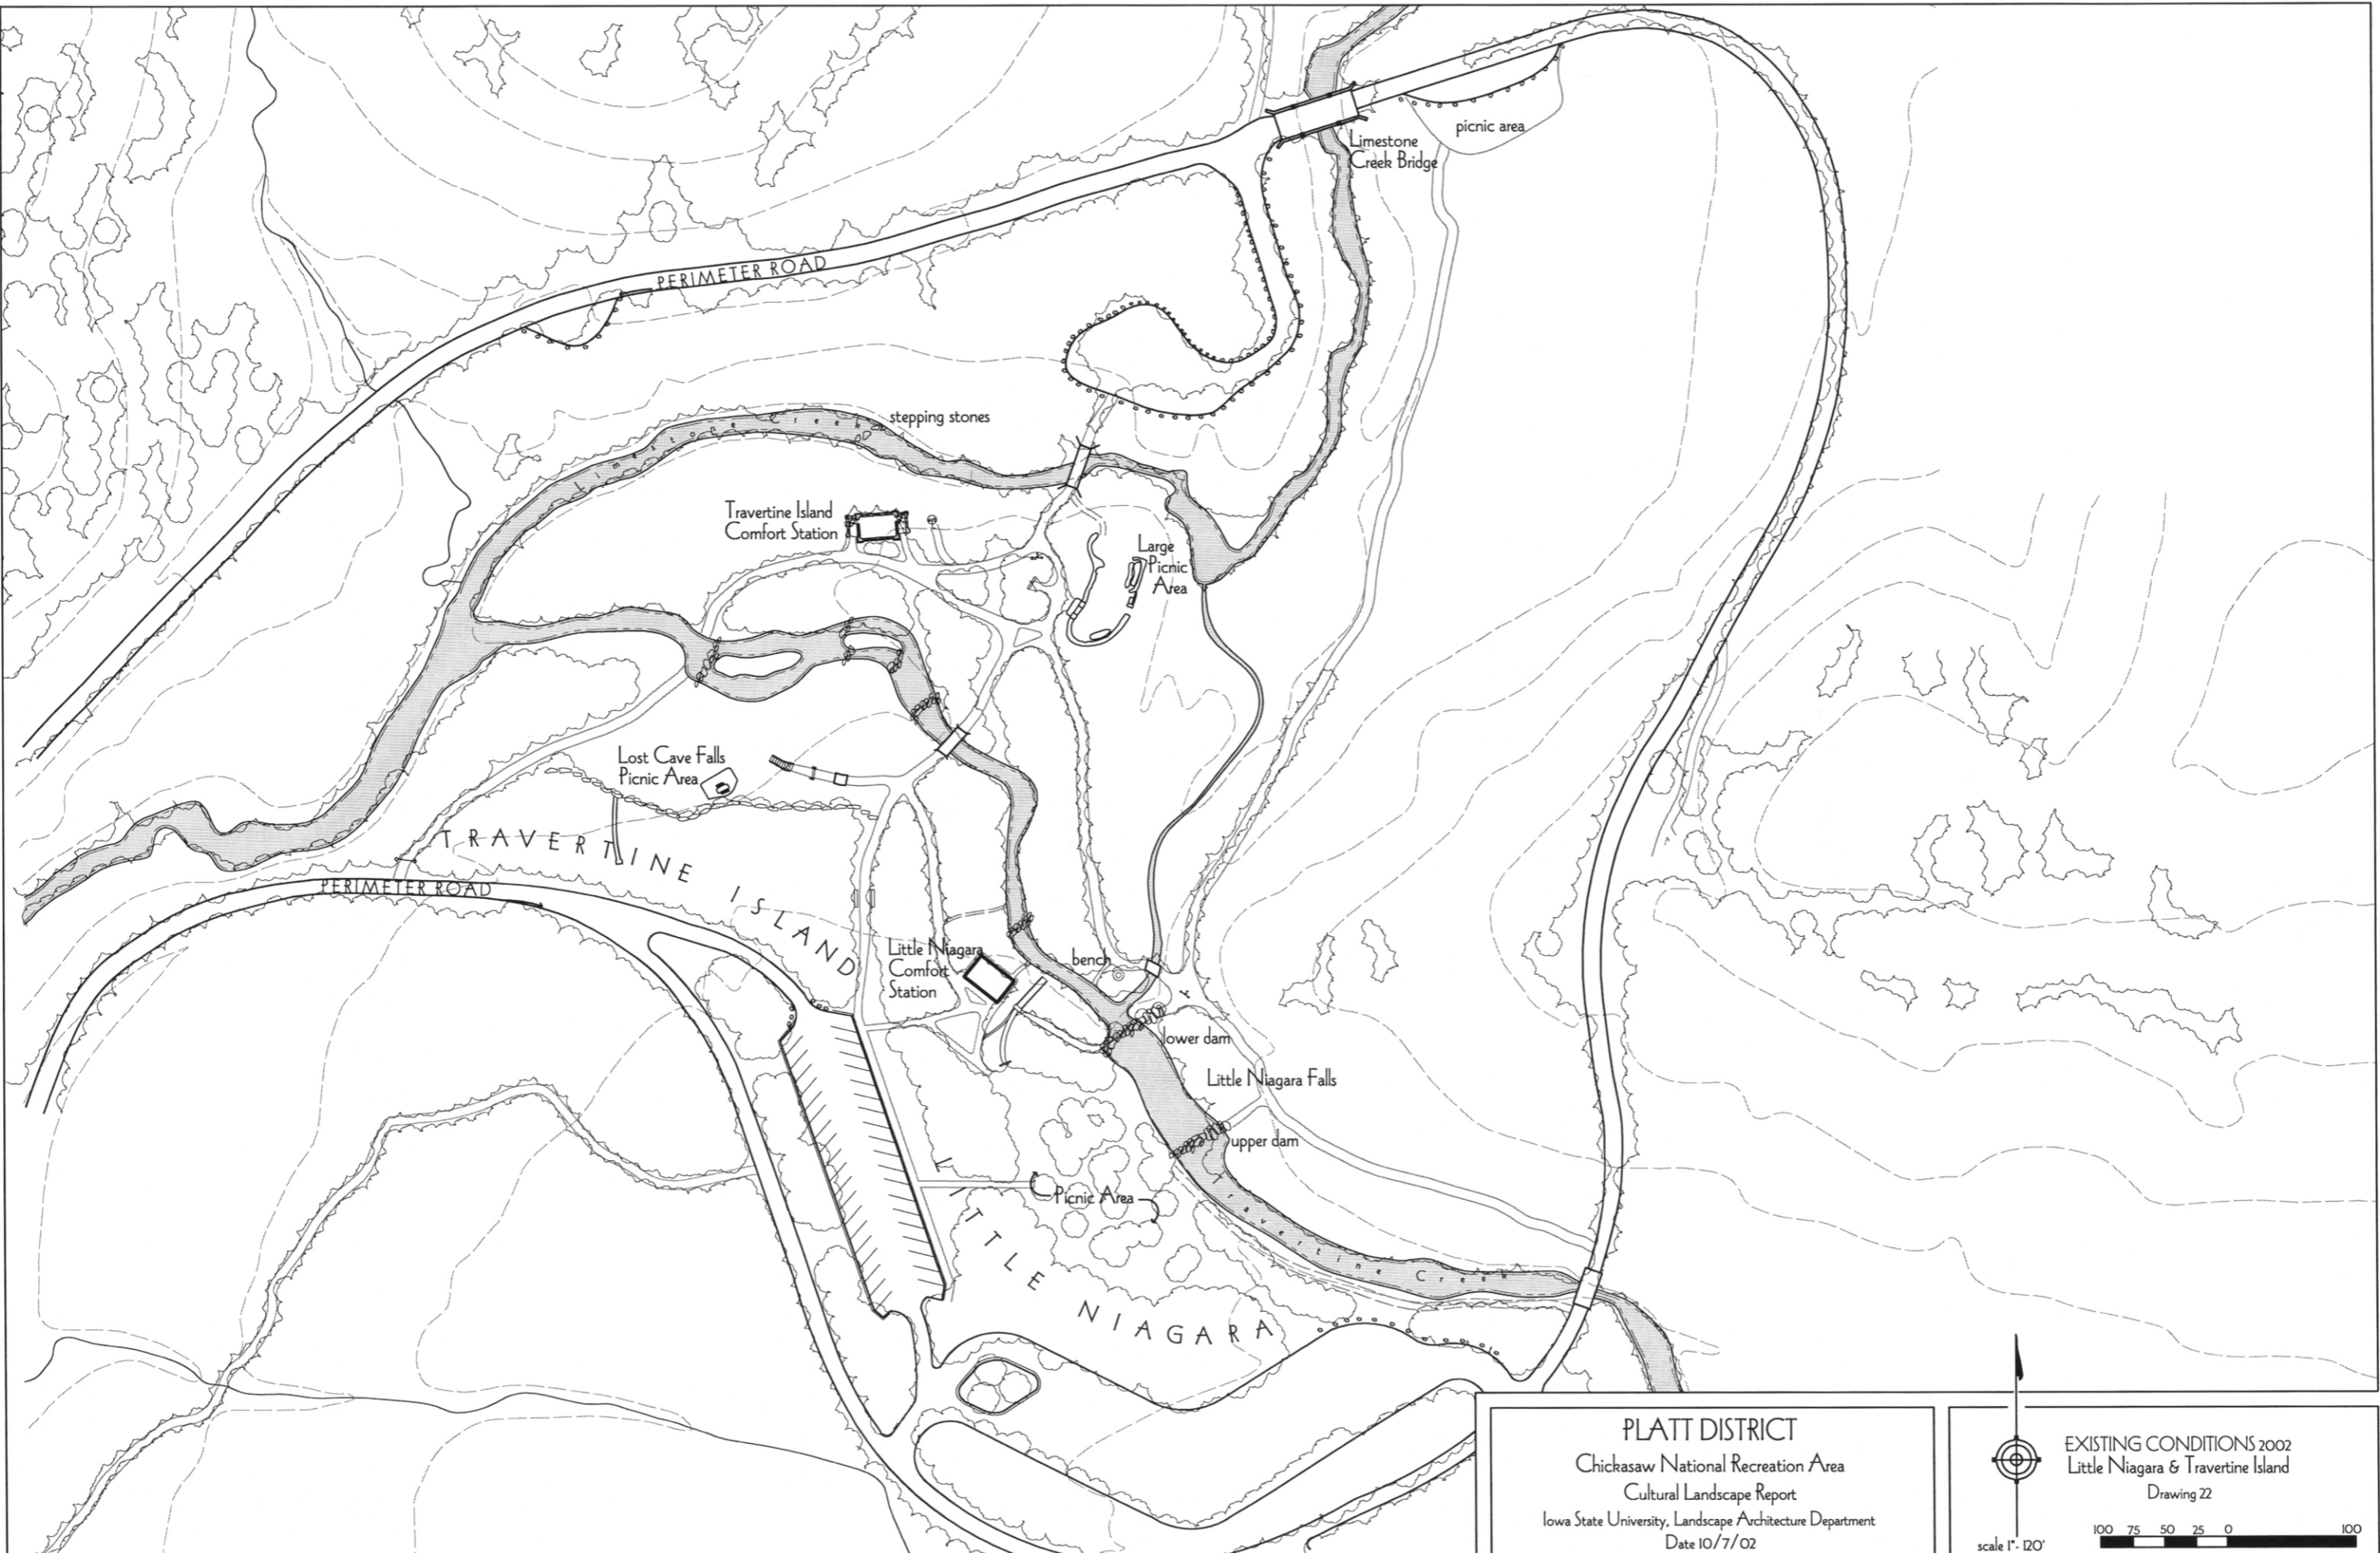 Limestone
Creek Bridge
picnic area
PERIMETER ROAD
stepping stones
Limestone Creek
Travertine Island
Comfort Station
Large
Picnic
Area
Lost Cave Falls
Picnic Area
TRAVERTINE ISLAND
PERIMETER ROAD
Little Niagara
Comfort
Station
bench
lower dam
Little Niagara Falls
upper dam
Picnic Area
Travertine Creek
LITTLE NIAGARA
PLATT DISTRICT
Chickasaw National Recreation Area
Cultural Landscape Report
Iowa State University, Landscape Architecture Department
Date 10/7/02
EXISTING CONDITIONS 2002
Little Niagara & Travertine Island
Drawing 22
100 75 50 25 0 100
scale 1"- 120'